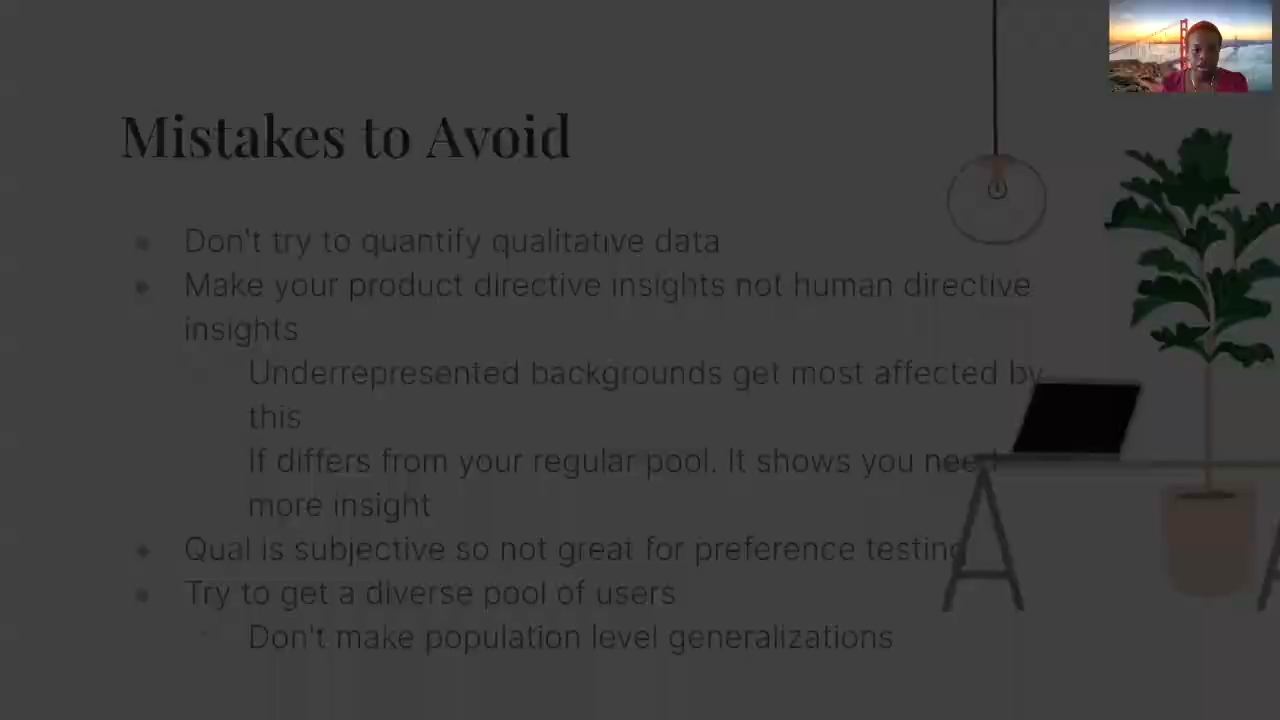 Mistakes to Avoid
Don't try to quantify qualitative data
Make your product directive insights not human directive
insights
Underrepresented backgrounds get most affected by
this
If differs from your regular pool. It shows you need
more insight
Qual is subjective so not great for preference testing
Try to get a diverse pool of users
Don't make population level generalizations